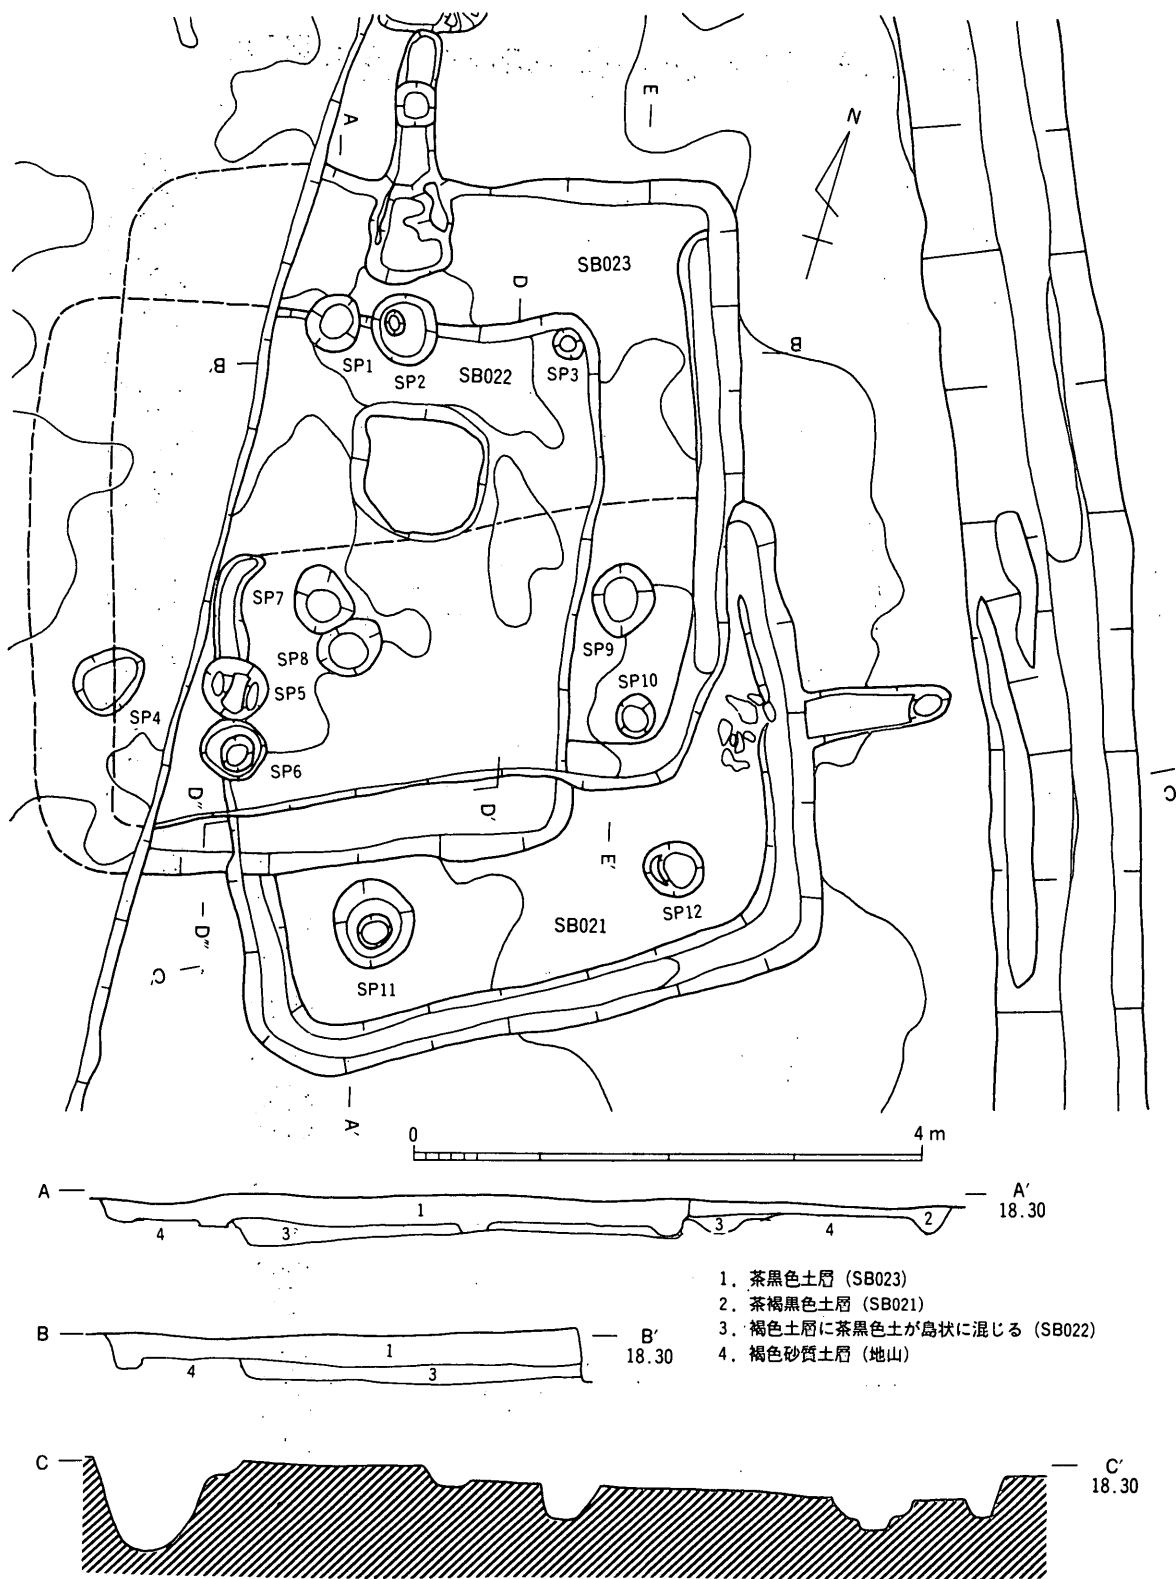 E
A
N
SB023
D
B'
B
SP1
SP2
SB022
SP3
SP7
SP9
SP8
SP5
SP10
SP4
SP6
D''
D'
C
E'
SP12
SB021
D'''
C'
SP11
A'
0 4 m
A A'
18.30
1
4 3 3 4 2
1. 茶黒色土層 (SB023)
2. 茶褐黒色土層 (SB021)
3. 褐色土層に茶黒色土が島状に混じる (SB022)
4. 褐色砂質土層 (地山)
B B'
18.30
1
4 3
C C'
18.30